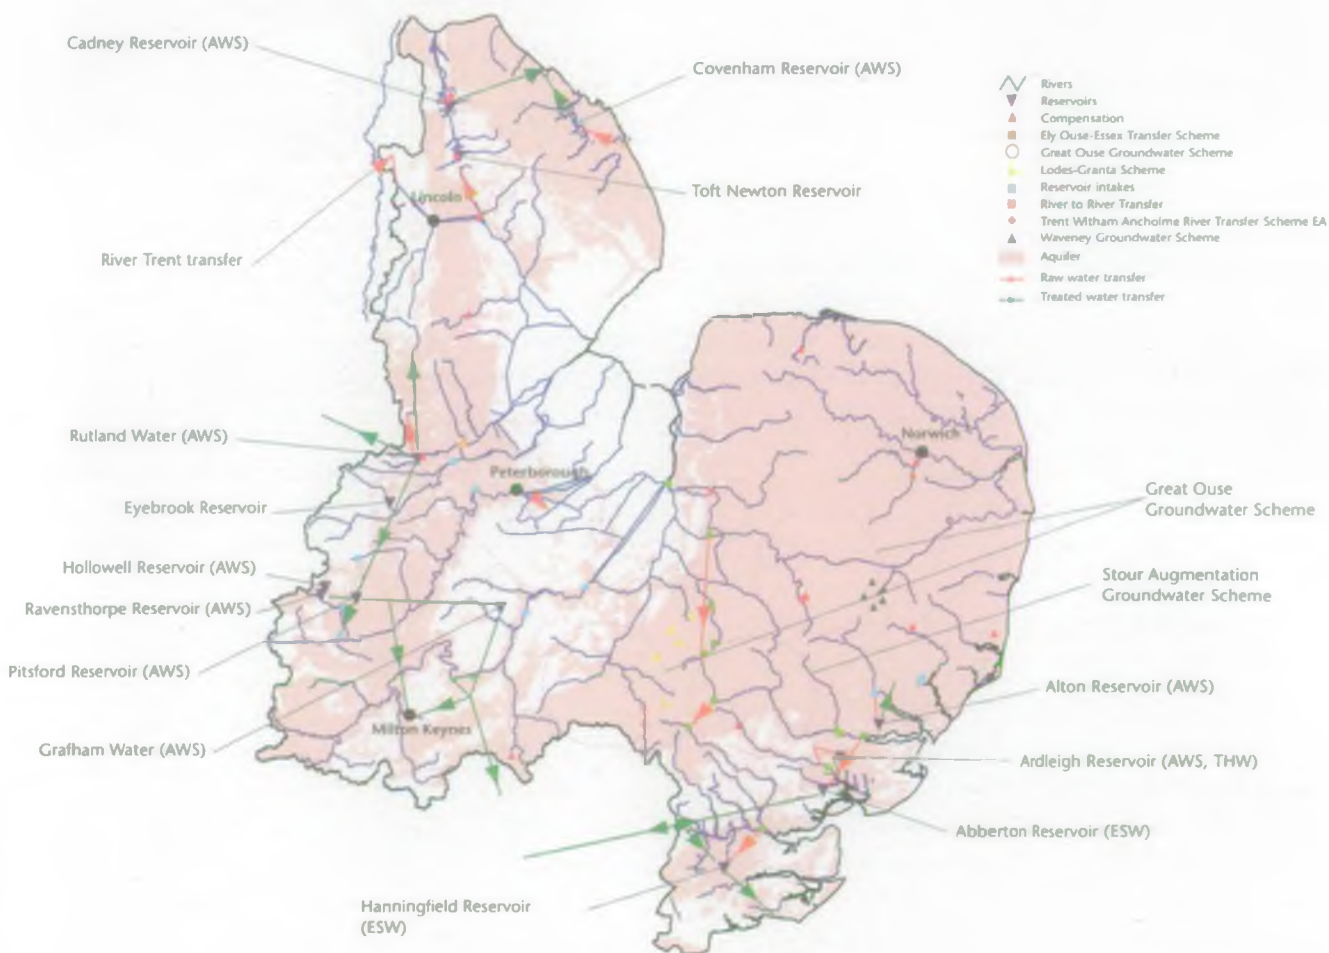 Cadney Reservoir (AWS)
Covenham Reservoir (AWS)
Rivers
Reservoirs
Compensation
Ely Ouse-Essex Transfer Scheme
Great Ouse Groundwater Scheme
Lodes-Granta Scheme
Reservoir intakes
River to River Transfer
Trent Witham Ancholme River Transfer Scheme EA
Waveney Groundwater Scheme
Aquifer
Raw water transfer
Treated water transfer
Toft Newton Reservoir
Lincoln
River Trent transfer
Rutland Water (AWS)
Norwich
Peterborough
Eyebrook Reservoir
Great Ouse
Groundwater Scheme
Hollowell Reservoir (AWS)
Stour Augmentation
Groundwater Scheme
Ravensthorpe Reservoir (AWS)
Pitsford Reservoir (AWS)
Alton Reservoir (AWS)
Milton Keynes
Grafham Water (AWS)
Ardleigh Reservoir (AWS, THW)
Abberton Reservoir (ESW)
Hanningfield Reservoir
(ESW)